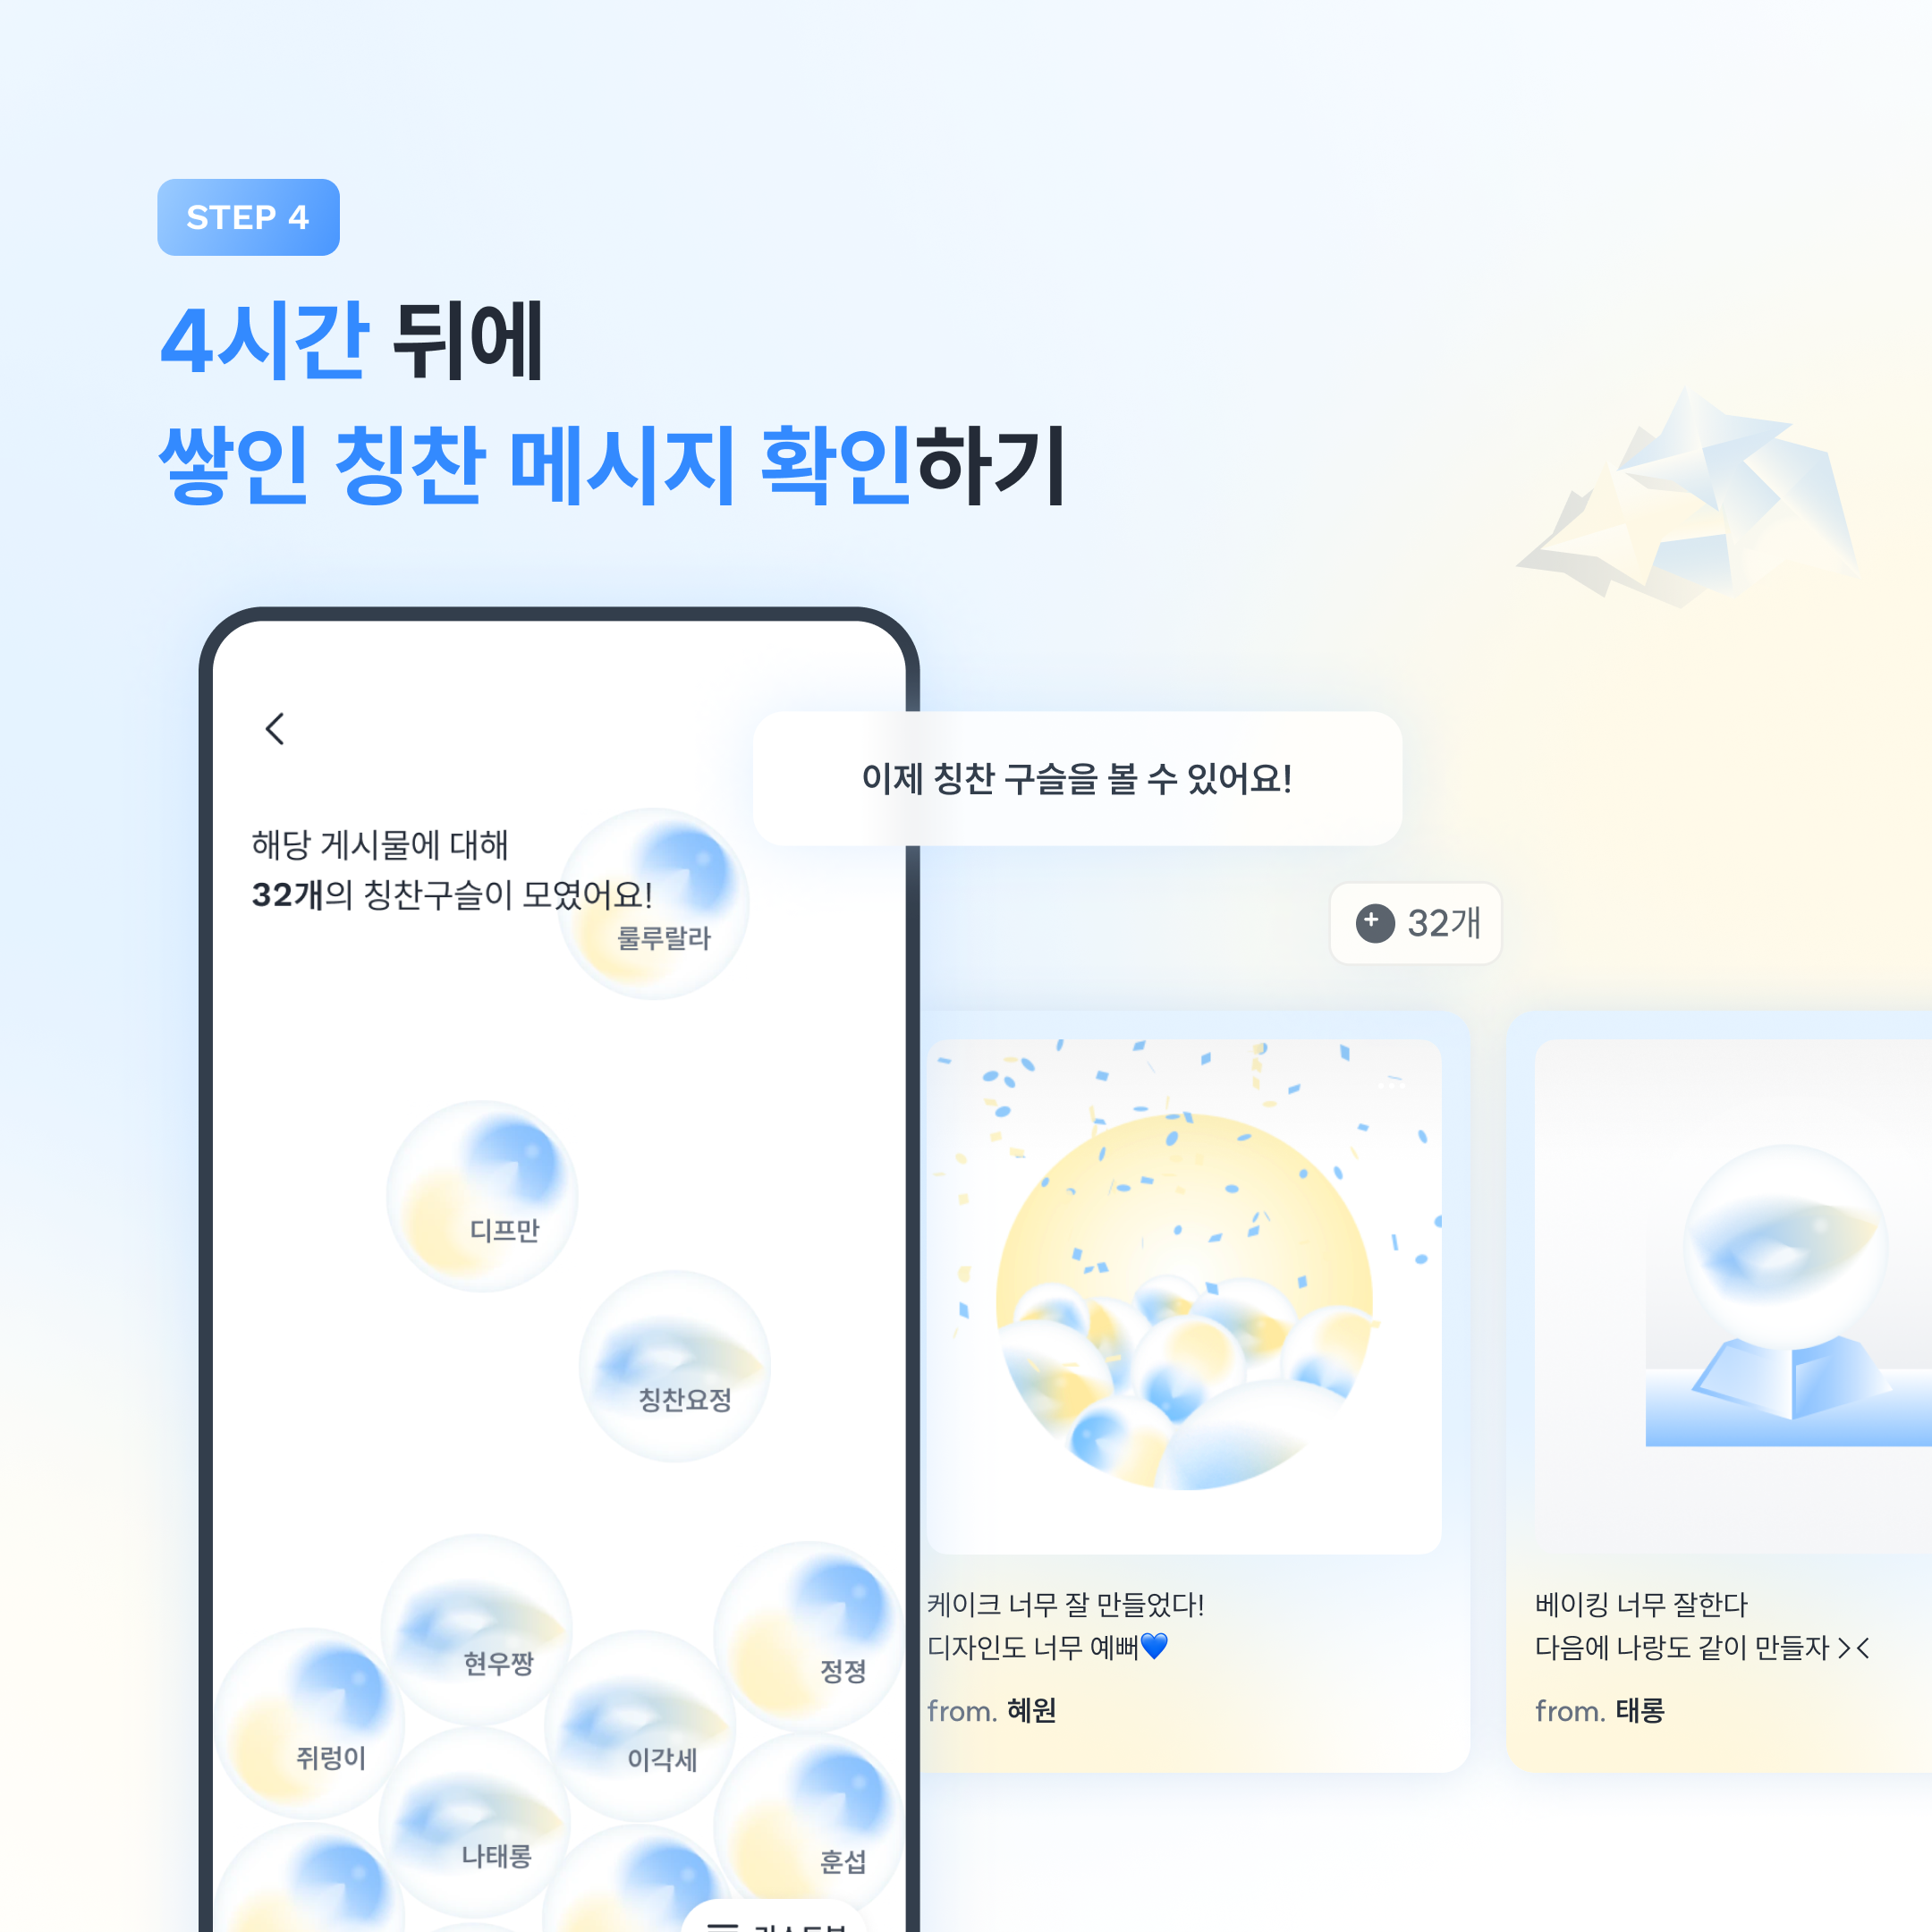 STEP 4
4시간 뒤에
쌓인 칭찬 메시지 확인하기
이제 칭찬 구슬을 볼 수 있어요!
해당 게시물에 대해
32개의 칭찬구슬이 모였어요!
룰루랄라
32개
디프만
칭찬요정
현우짱
정졍
쥐렁이
이각세
나태롱
훈섭
케이크 너무 잘 만들었다!
디자인도 너무 예뻐💙
from. 혜원
베이킹 너무 잘한다
다음에 나랑도 같이 만들자 ><
from. 태롱